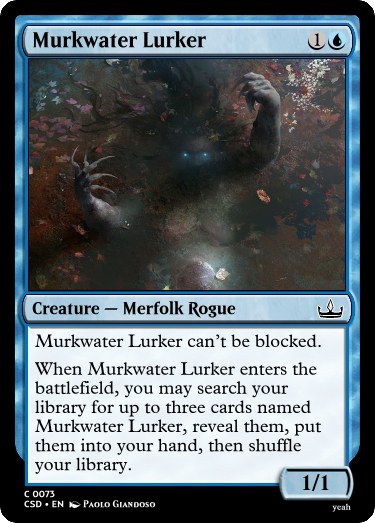 Murkwater Lurker 1
Creature — Merfolk Rogue
Murkwater Lurker can't be blocked.
When Murkwater Lurker enters the
battlefield, you may search your
library for up to three cards named
Murkwater Lurker, reveal them, put
them into your hand, then shuffle
your library.
1/1
C 0073
CSD • EN Paolo Giandoso
yeah